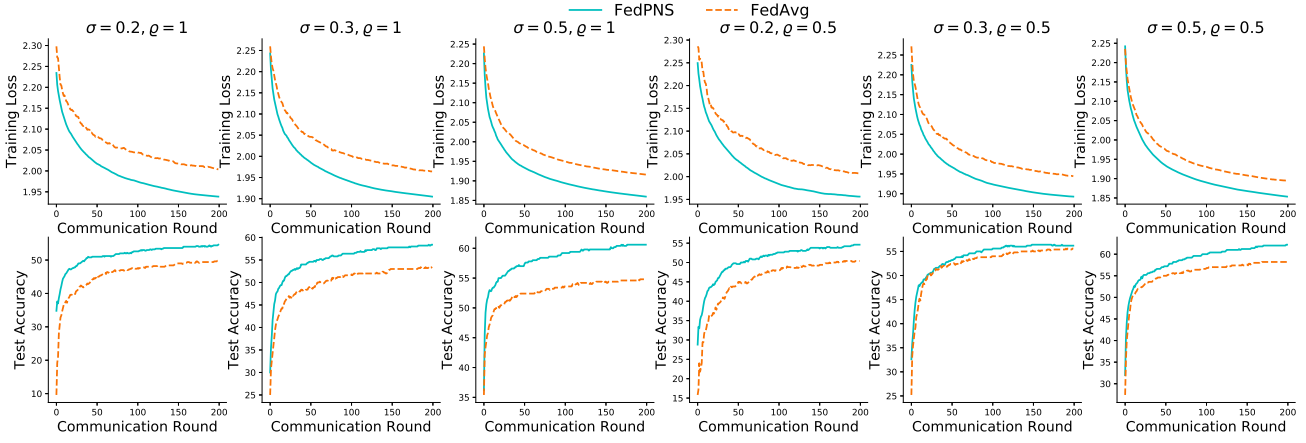 FedPNS FedAvg
σ = 0.2, ϱ = 1 σ = 0.3, ϱ = 1 σ = 0.5, ϱ = 1 σ = 0.2, ϱ = 0.5 σ = 0.3, ϱ = 0.5 σ = 0.5, ϱ = 0.5
Training Loss
2.30
2.25
2.20
2.15
2.10
2.05
2.00
1.95
0 50 100 150 200
Communication Round
Training Loss
2.25
2.20
2.15
2.10
2.05
2.00
1.95
1.90
0 50 100 150 200
Communication Round
Training Loss
2.25
2.20
2.15
2.10
2.05
2.00
1.95
1.90
1.85
0 50 100 150 200
Communication Round
Training Loss
2.30
2.25
2.20
2.15
2.10
2.05
2.00
1.95
0 50 100 150 200
Communication Round
Training Loss
2.25
2.20
2.15
2.10
2.05
2.00
1.95
1.90
0 50 100 150 200
Communication Round
Training Loss
2.25
2.20
2.15
2.10
2.05
2.00
1.95
1.90
1.85
0 50 100 150 200
Communication Round
Test Accuracy
50
40
30
20
10
0 50 100 150 200
Communication Round
Test Accuracy
60
55
50
45
40
35
30
25
0 50 100 150 200
Communication Round
Test Accuracy
60
55
50
45
40
35
0 50 100 150 200
Communication Round
Test Accuracy
55
50
45
40
35
30
25
20
15
0 50 100 150 200
Communication Round
Test Accuracy
55
50
45
40
35
30
25
0 50 100 150 200
Communication Round
Test Accuracy
60
55
50
45
40
35
30
0 50 100 150 200
Communication Round